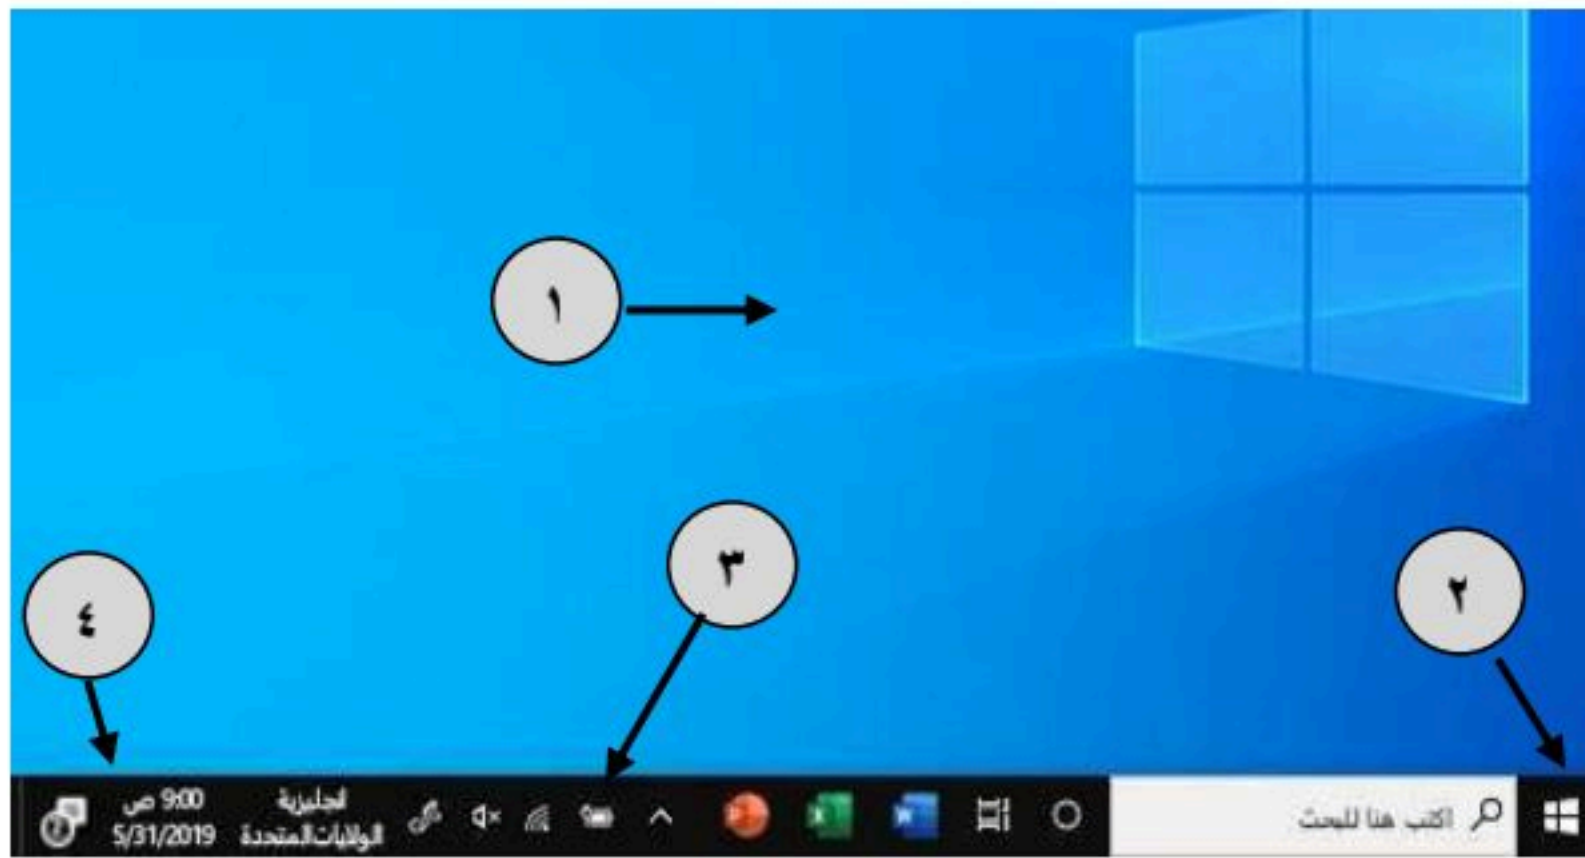 ١
٣
٢
٤
اكتب هنا للبحث
انجليزية
الولايات المتحدة
9:00 ص
5/31/2019